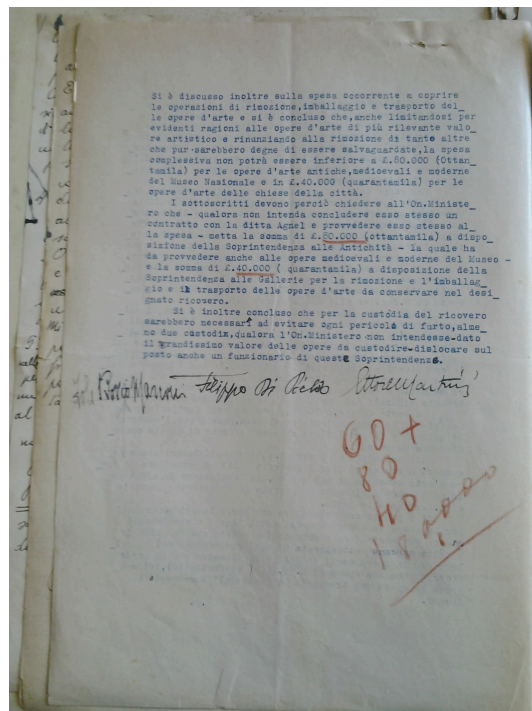 Si è discusso inoltre sulla spesa occorrente a coprire
le operazioni di rimozione,imballaggio e trasporto del_
le opere d'arte e si è concluso che,anche limitandosi per
evidenti ragioni alle opere d'arte di più rilevante valo_
re artistico e rinunziando alla rimozione di tante altre
che pur sarebbero degne di essere salvaguardate, la spesa
complessiva non potrà essere inferiore a £.80.000 (Ottan_
tamila) per le opere d'arte antiche,medioevali e moderne
del Museo Nazionale e in £.40.000 (quarantamila) per le
opere d'arte delle chiese della città.
I sottoscritti devono perciò chiedere all'On.Ministe_
ro che - qualora non intenda concludere esso stesso un
contratto con la ditta Agnel e provvedere esso stesso al
la spesa - metta la somma di £.80.000 (ottantamila) a dispo_
sizione della Soprintendenza alle Antichità - la quale ha
da provvedere anche alle opere medioevali e moderne del Museo -
e la somma di £.40.000 ( quarantamila) a disposizione della
Soprintendenza alle Gallerie per la rimozione e l'imballag_
gio e il trasporto delle opere d'arte da conservare nel desi_
gnato ricovero.
Si è inoltre concluso che per la custodia del ricovero
sarebbero necessari ad evitare ogni pericolo di furto,alme_
no due custodi, qualora l'On.Ministero non intendesse-dato
il grandissimo valore delle opere da custodire-dislocare sul
posto anche un funzionario di queste Soprintendenze.
Filippo Di Pietro
60 +
80
40